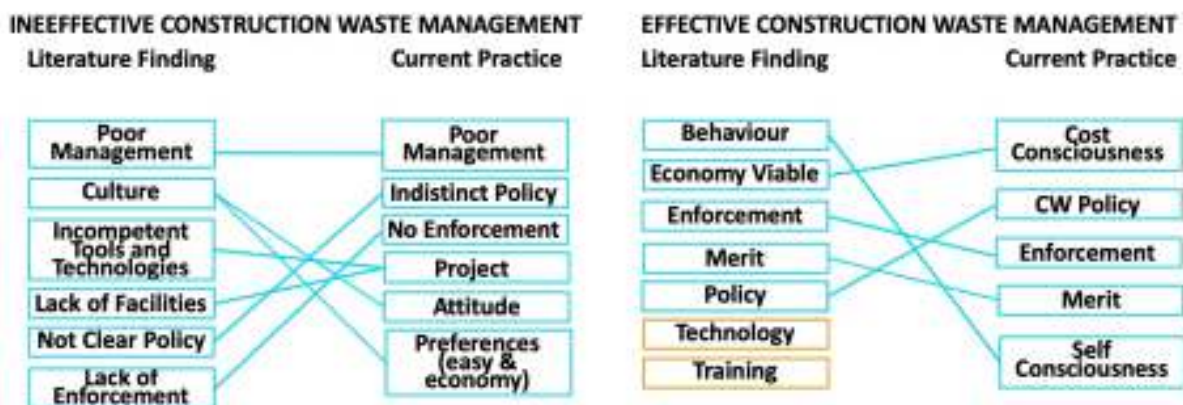 INEEFFECTIVE CONSTRUCTION WASTE MANAGEMENT
Literature Finding
Current Practice
Poor
Management
Culture
Incompetent
Tools and
Technologies
Lack of Facilities
Not Clear Policy
Lack of
Enforcement
Poor
Management
Indistinct Policy
No Enforcement
Project
Attitude
Preferences
(easy &
economy)
EFFECTIVE CONSTRUCTION WASTE MANAGEMENT
Literature Finding
Current Practice
Behaviour
Economy Viable
Enforcement
Merit
Policy
Technology
Training
Cost
Consciousness
CW Policy
Enforcement
Merit
Self
Consciousness